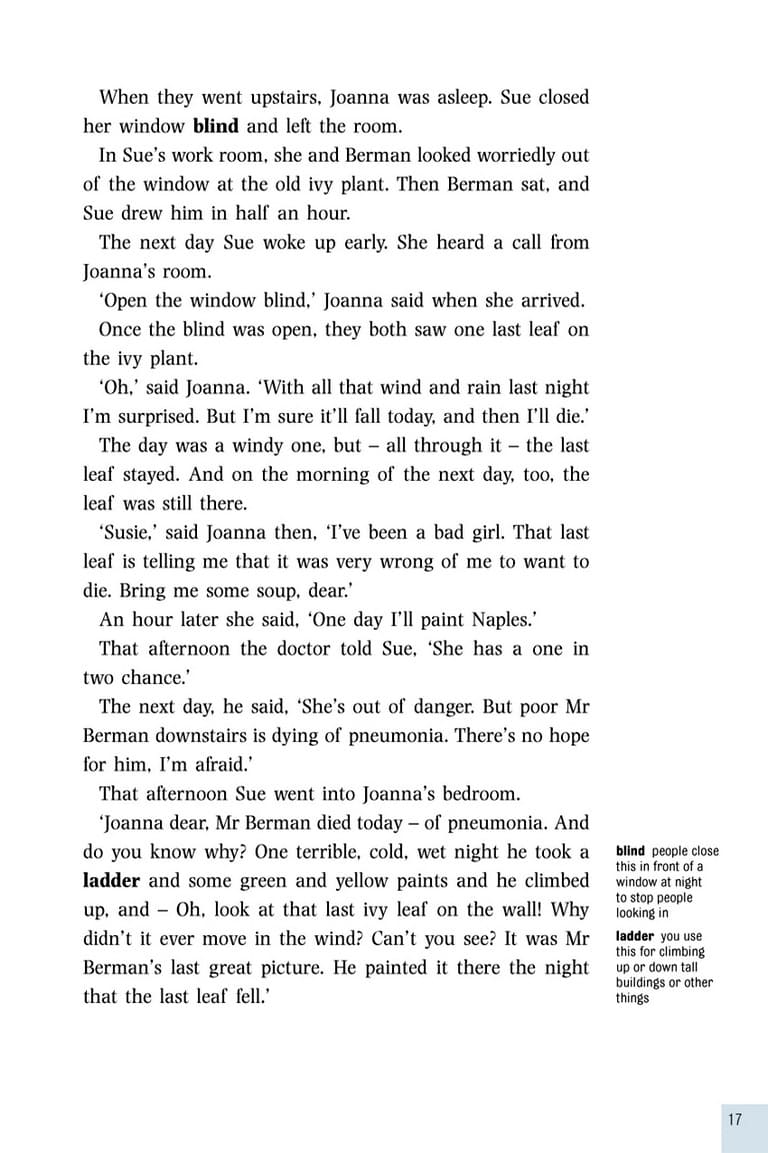 When they went upstairs, Joanna was asleep. Sue closed
her window blind and left the room.
In Sue’s work room, she and Berman looked worriedly out
of the window at the old ivy plant. Then Berman sat, and
Sue drew him in half an hour.
The next day Sue woke up early. She heard a call from
Joanna’s room.
‘Open the window blind,’ Joanna said when she arrived.
Once the blind was open, they both saw one last leaf on
the ivy plant.
‘Oh,’ said Joanna. ‘With all that wind and rain last night
I’m surprised. But I’m sure it’ll fall today, and then I’ll die.’
The day was a windy one, but – all through it – the last
leaf stayed. And on the morning of the next day, too, the
leaf was still there.
‘Susie,’ said Joanna then, ‘I’ve been a bad girl. That last
leaf is telling me that it was very wrong of me to want to
die. Bring me some soup, dear.’
An hour later she said, ‘One day I’ll paint Naples.’
That afternoon the doctor told Sue, ‘She has a one in
two chance.’
The next day, he said, ‘She’s out of danger. But poor Mr
Berman downstairs is dying of pneumonia. There’s no hope
for him, I’m afraid.’
That afternoon Sue went into Joanna’s bedroom.
‘Joanna dear, Mr Berman died today – of pneumonia. And
do you know why? One terrible, cold, wet night he took a
ladder and some green and yellow paints and he climbed
up, and – Oh, look at that last ivy leaf on the wall! Why
didn’t it ever move in the wind? Can’t you see? It was Mr
Berman’s last great picture. He painted it there the night
that the last leaf fell.’
blind people close
this in front of a
window at night
to stop people
looking in
ladder you use
this for climbing
up or down tall
buildings or other
things
17